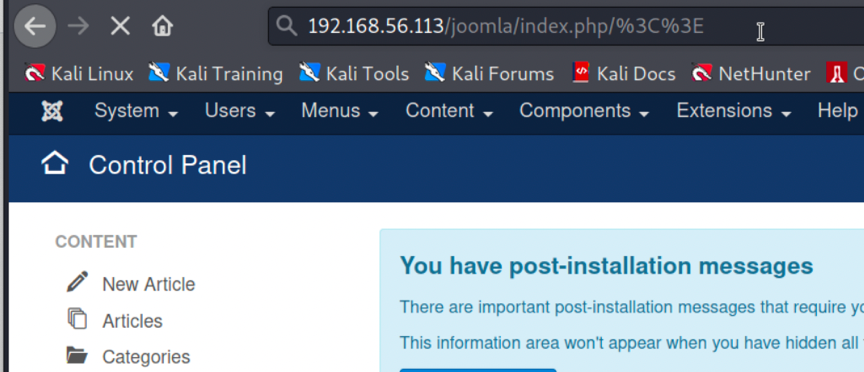 192.168.56.113/joomla/index.php/%3C%3E
Kali Linux Kali Training Kali Tools Kali Forums Kali Docs NetHunter
System Users Menus Content Components Extensions Help
Control Panel
CONTENT
You have post-installation messages
New Article
There are important post-installation messages that require
Articles
This information area won't appear when you have hidden all
Categories